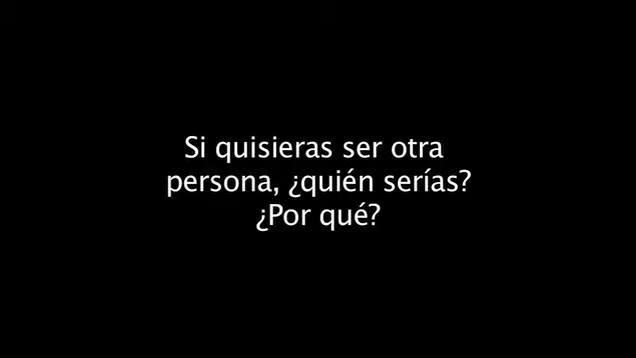 Si quisieras ser otra
persona, ¿quién serías?
¿Por qué?